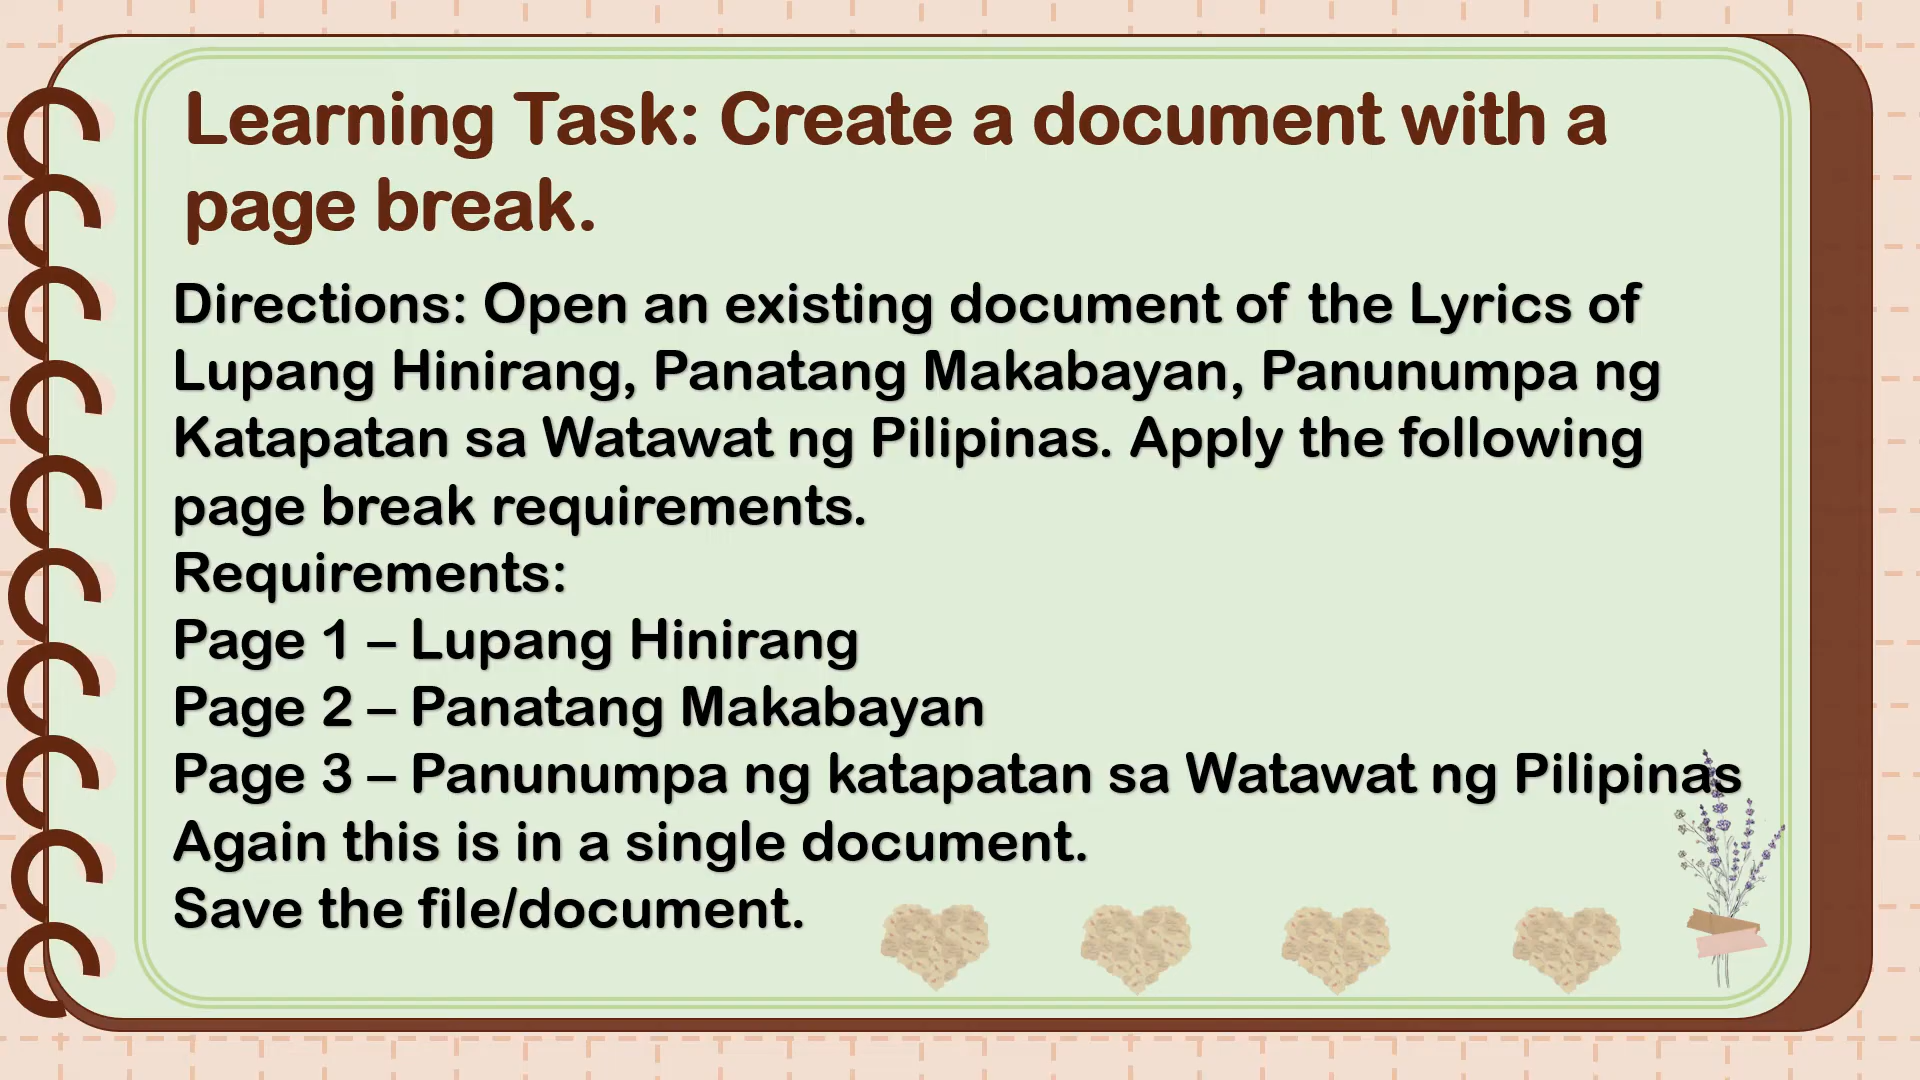 Learning Task: Create a document with a
page break.
Directions: Open an existing document of the Lyrics of
Lupang Hinirang, Panatang Makabayan, Panunumpa ng
Katapatan sa Watawat ng Pilipinas. Apply the following
page break requirements.
Requirements:
Page 1 – Lupang Hinirang
Page 2 – Panatang Makabayan
Page 3 – Panunumpa ng katapatan sa Watawat ng Pilipinas
Again this is in a single document.
Save the file/document.